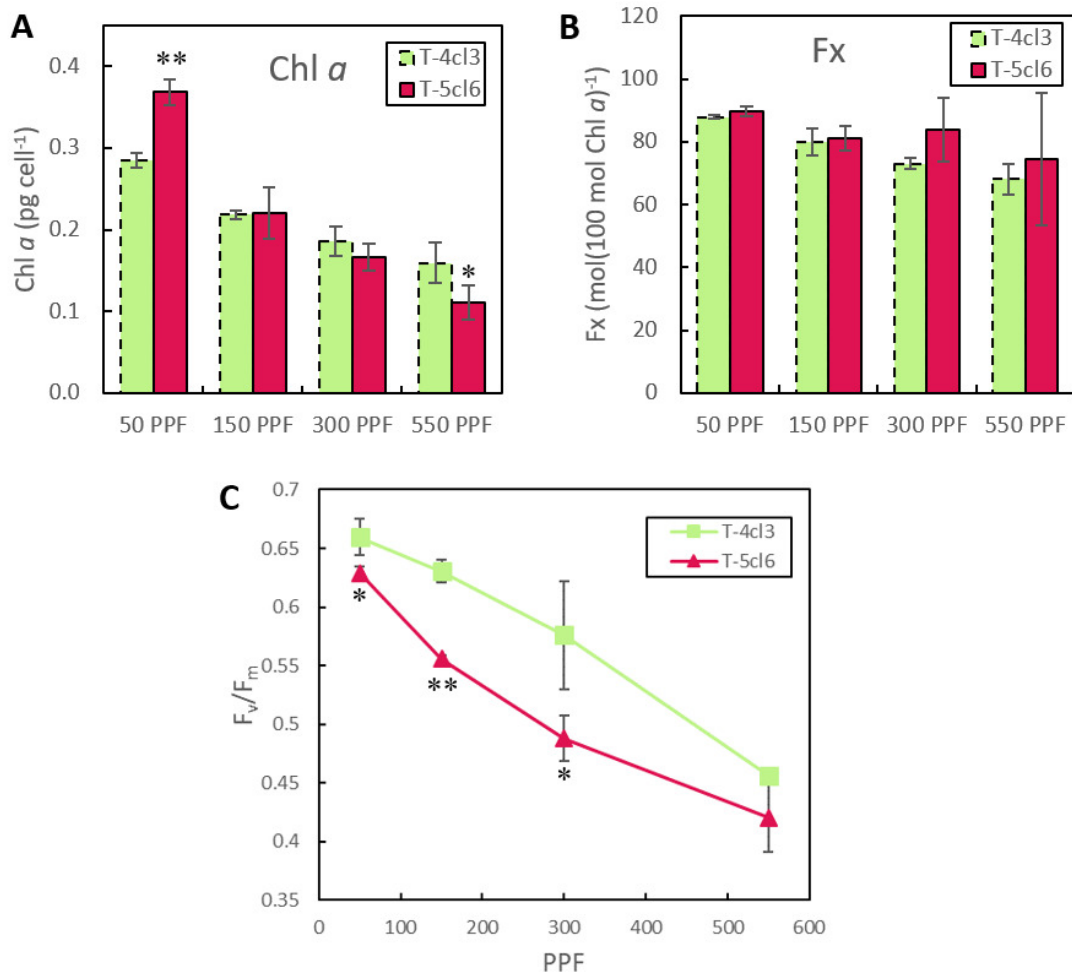 A
Chl a
T-4cl3
T-5cl6
**
*
Chl a (pg cell-1)
0.4
0.3
0.2
0.1
0.0
50 PPF 150 PPF 300 PPF 550 PPF
B
Fx
T-4cl3
T-5cl6
Fx (mol(100 mol Chl a)-1)
120
100
80
60
40
20
0
50 PPF 150 PPF 300 PPF 550 PPF
C
T-4cl3
T-5cl6
Fv/Fm
0.7
0.65
0.6
0.55
0.5
0.45
0.4
0.35
*
**
*
0 100 200 300 400 500 600
PPF